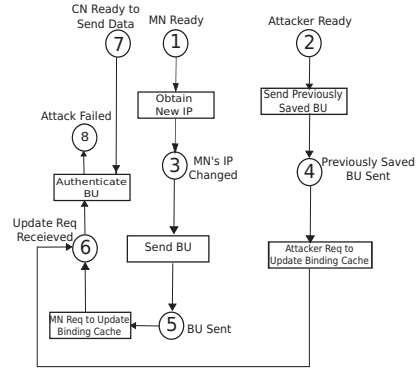 CN Ready to
Send Data
7
MN Ready
1
Attacker Ready
2
Obtain
New IP
Send Previously
Saved BU
Attack Failed
8
3
MN's IP
Changed
4
Previously Saved
BU Sent
Authenticate
BU
Update Req
Receieved
6
Send BU
Attacker Req to
Update Binding Cache
MN Req to Update
Binding Cache
5
BU Sent